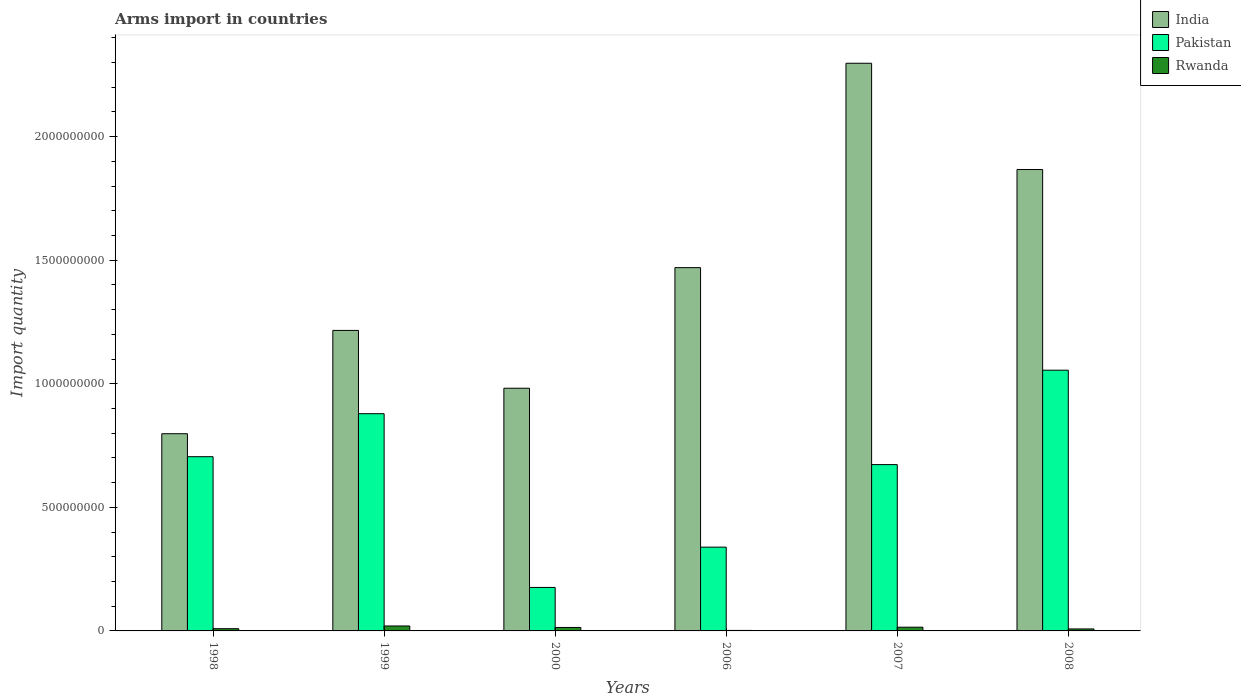 Arms import in countries
India
Pakistan
Rwanda
Import quantity
2000000000
1500000000
1000000000
500000000
0
1998
1999
2000
2006
2007
2008
Years